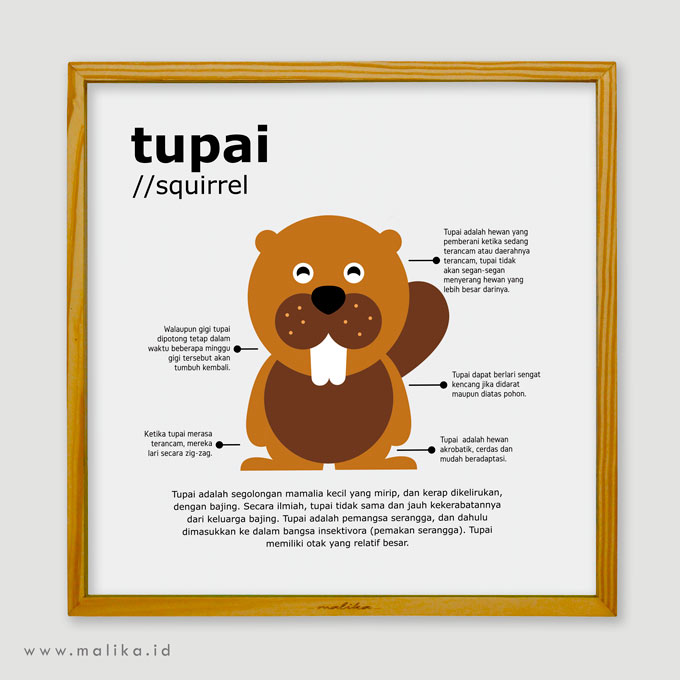 tupai
//squirrel
Tupai adalah hewan yang
pemberani ketika sedang
terancam atau daerahnya
terancam, tupai tidak
akan segan-segan
menyerang hewan yang
lebih besar darinya.
Walaupun gigi tupai
dipotong tetap dalam
waktu beberapa minggu
gigi tersebut akan
tumbuh kembali.
Tupai dapat berlari sengat
kencang jika didarat
maupun diatas pohon.
Ketika tupai merasa
terancam, mereka
lari secara zig-zag.
Tupai adalah hewan
akrobatik, cerdas dan
mudah beradaptasi.
Tupai adalah segolongan mamalia kecil yang mirip, dan kerap dikelirukan,
dengan bajing. Secara ilmiah, tupai tidak sama dan jauh kekerabatannya
dari keluarga bajing. Tupai adalah pemangsa serangga, dan dahulu
dimasukkan ke dalam bangsa insektivora (pemakan serangga). Tupai
memiliki otak yang relatif besar.
malika
www.malika.id